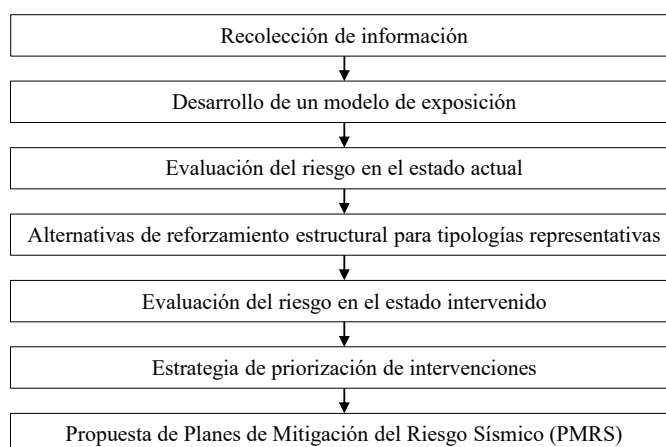 Recolección de información
Desarrollo de un modelo de exposición
Evaluación del riesgo en el estado actual
Alternativas de reforzamiento estructural para tipologías representativas
Evaluación del riesgo en el estado intervenido
Estrategia de priorización de intervenciones
Propuesta de Planes de Mitigación del Riesgo Sísmico (PMRS)